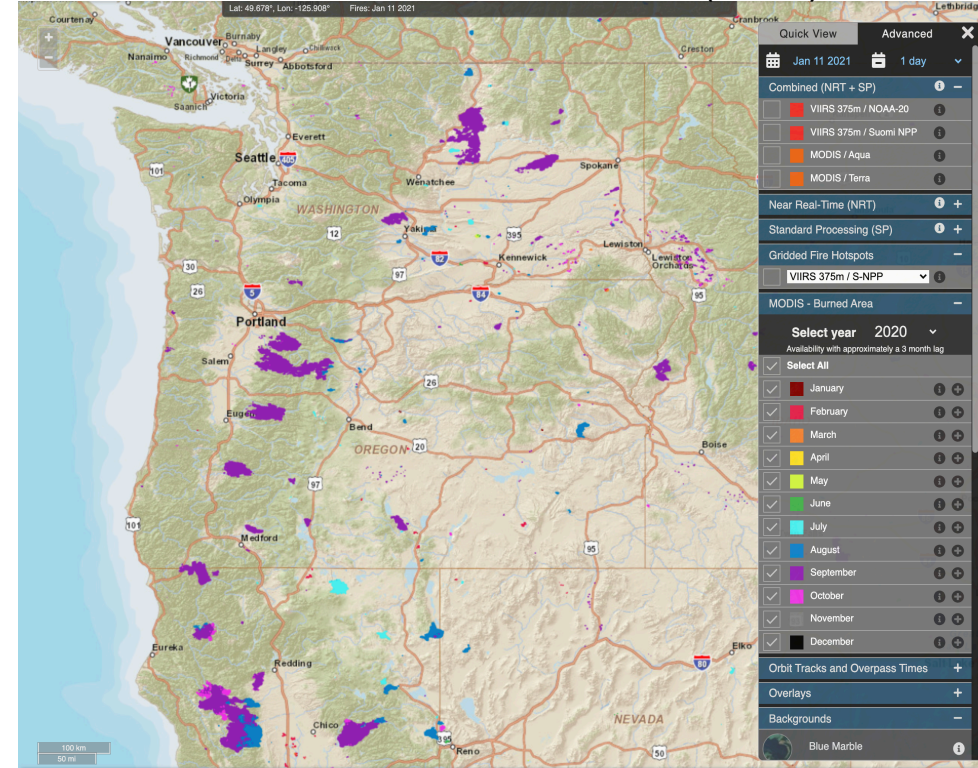 Lat: 49.678°, Lon: -125.908° Fires: Jan 11 2021
Courtenay
Cranbrook
Lethbridg
+
−
Vancouver
Burnaby
Langley
Chilliwack
Nanaimo
Richmond
Delta
Surrey
Abbotsford
Creston
Victoria
Saanich
Everett
Seattle
405
101
Spokane
Tacoma
Wenatchee
Olympia
WASHINGTON
12
Yakima
395
Lewiston
Lewiston
Orchards
82
Kennewick
30
97
26
5
84
95
Portland
Salem
26
Eugene
Bend
OREGON
20
Boise
97
101
Medford
95
Eureka
Elko
80
Redding
Chico
NEVADA
395
Reno
50
100 km
50 mi
Quick View
Advanced
Jan 11 2021
1 day
Combined (NRT + SP)
VIIRS 375m / NOAA-20
VIIRS 375m / Suomi NPP
MODIS / Aqua
MODIS / Terra
Near Real-Time (NRT)
Standard Processing (SP)
Gridded Fire Hotspots
VIIRS 375m / S-NPP
MODIS - Burned Area
Select year 2020
Availability with approximately a 3 month lag
Select All
January
February
March
April
May
June
July
August
September
October
November
December
Orbit Tracks and Overpass Times
Overlays
Backgrounds
Blue Marble